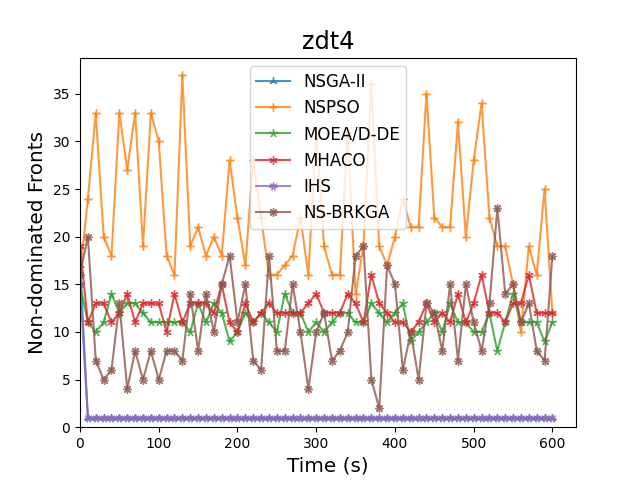 zdt4
Non-dominated Fronts
35
30
25
20
15
10
5
0
NSGA-II
NSPSO
MOEA/D-DE
MHACO
IHS
NS-BRKGA
0 100 200 300 400 500 600
Time (s)